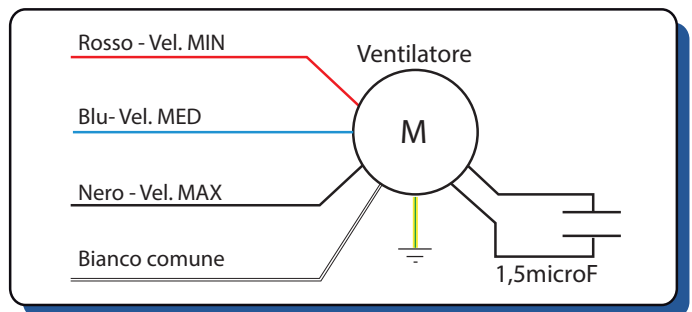 Rosso - Vel. MIN
Ventilatore
Blu- Vel. MED
M
Nero - Vel. MAX
Bianco comune
1,5microF